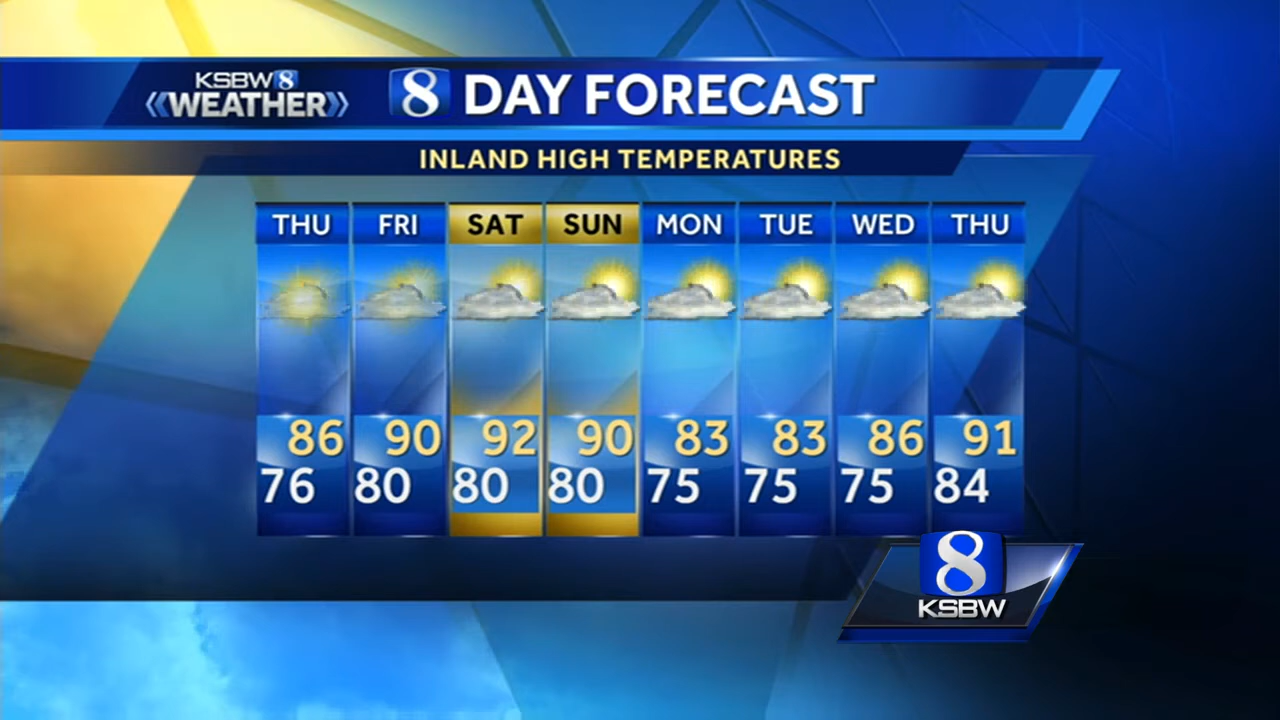 KSBW 8
WEATHER
8 DAY FORECAST
INLAND HIGH TEMPERATURES
THU FRI SAT SUN MON TUE WED THU
86 90 92 90 83 83 86 91
76 80 80 80 75 75 75 84
8
KSBW